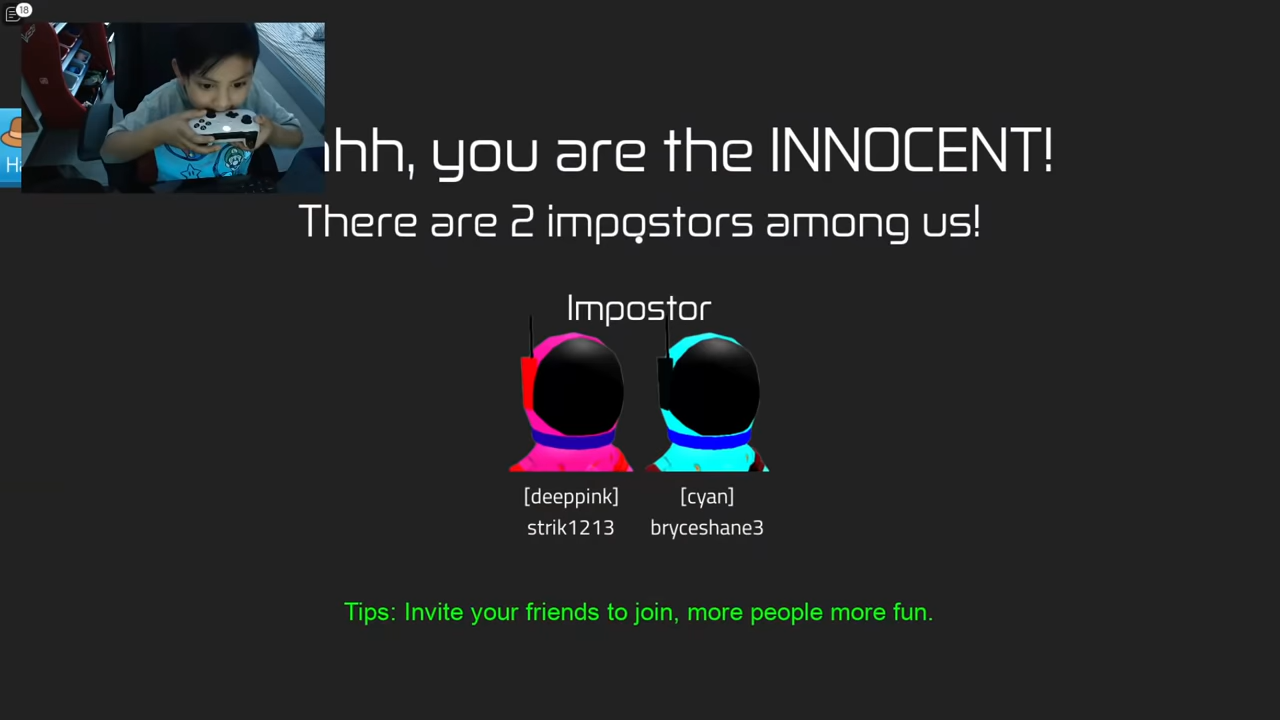 18
you are the INNOCENT!
There are 2 impostors among us!
Impostor
[deeppink] [cyan]
strik1213 bryceshane3
Tips: Invite your friends to join, more people more fun.